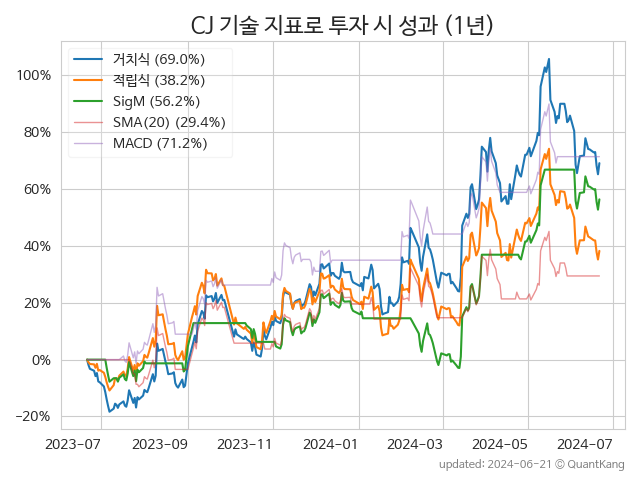 CJ 기술 지표로 투자 시 성과 (1년)
거치식 (69.0%)
적립식 (38.2%)
SigM (56.2%)
SMA(20) (29.4%)
MACD (71.2%)
100%
80%
60%
40%
20%
0%
−20%
2023-07 2023-09 2023-11 2024-01 2024-03 2024-05 2024-07
updated: 2024-06-21 © QuantKang